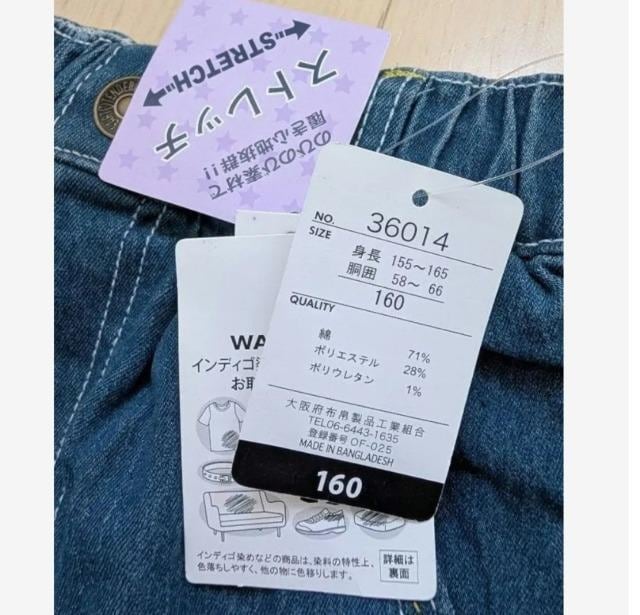 "STRETCH"
ストレッチ
のびのび素材で
履き心地抜群!!
NO. 36014
SIZE
身長 155〜165
胴囲 58〜 66
160
QUALITY
綿 71%
ポリエステル 28%
ポリウレタン 1%
大阪府布帛製品工業組合
TEL06-6443-1635
登録番号 OF-025
MADE IN BANGLADESH
160
WA
インディゴ
お取
インディゴ染めなどの商品は、染料の特性上、
色落ちしやすく、他の物に色移りします。
詳細は
裏面